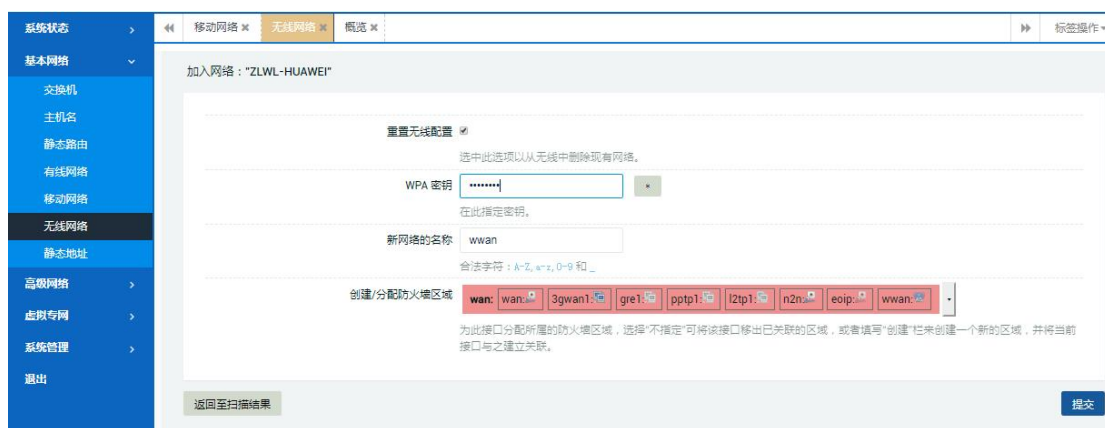 系统状态
移动网络 无线网络 概览 标签操作
基本网络
交换机
主机名
静态路由
有线网络
移动网络
无线网络
静态地址
高级网络
虚拟专网
系统管理
退出
加入网络："ZLWL-HUAWEI"
重置无线配置
选中此选项以从无线中删除现有网络。
WPA 密钥 ••••••••
在此指定密钥。
新网络的名称 wwan
合法字符：A-Z, a-z, 0-9 和 _
创建/分配防火墙区域 wan: wan: 3gwan1: gre1: pptp1: l2tp1: n2n: eoip: wwan:
为此接口分配所属的防火墙区域，选择"不指定"可将该接口移出已关联的区域，或者填写"创建"栏来创建一个新的区域，并将当前
接口与之建立关联。
返回至扫描结果 提交